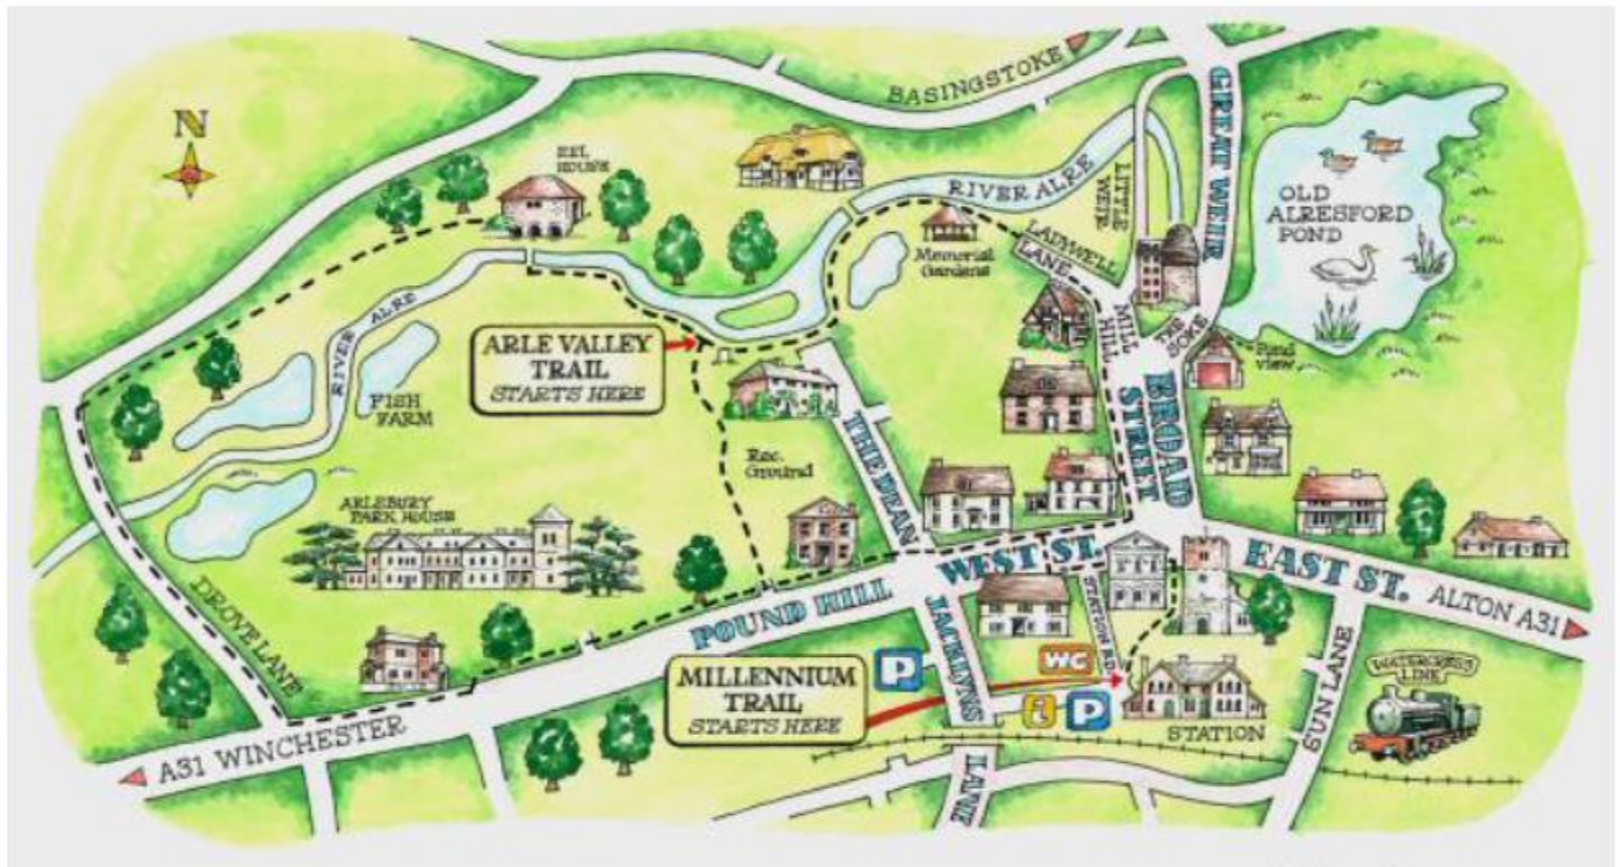 N
BASINGSTOKE
GREAT WEIR
EEL
HOUSE
RIVER ALRE
LITTLE
WEIR
OLD
ALRESFORD
POND
LADYWELL
LANE
Memorial
Gardens
MILL
HILL
THE
SOKE
Pond
view
RIVER ALRE
FISH
FARM
ARLE VALLEY
TRAIL
STARTS HERE
BROAD
STREET
THE DEAN
Rec.
Ground
ARLEBURY
PARK HOUSE
WEST ST.
EAST ST.
ALTON A31
DROVE LANE
POUND HILL
JACKLYNS
LANE
STATION RD
P
WC
MILLENNIUM
TRAIL
STARTS HERE
i
P
STATION
SUN LANE
WATERCRESS
LINE
A31 WINCHESTER